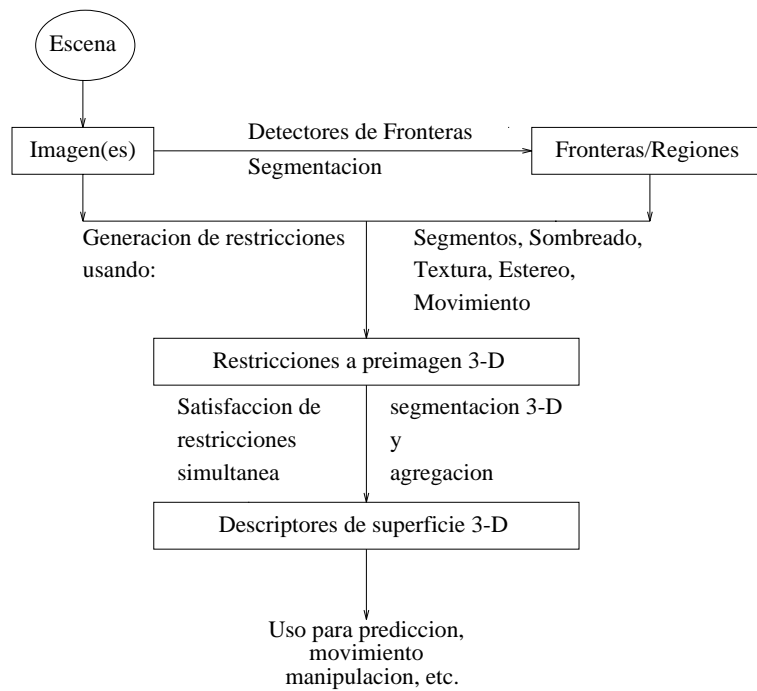 Escena
Imagen(es)
Detectores de Fronteras
Segmentacion
Fronteras/Regiones
Generacion de restricciones
usando:
Segmentos, Sombreado,
Textura, Estereo,
Movimiento
Restricciones a preimagen 3-D
Satisfaccion de
restricciones
simultanea
segmentacion 3-D
y
agregacion
Descriptores de superficie 3-D
Uso para prediccion,
movimiento
manipulacion, etc.